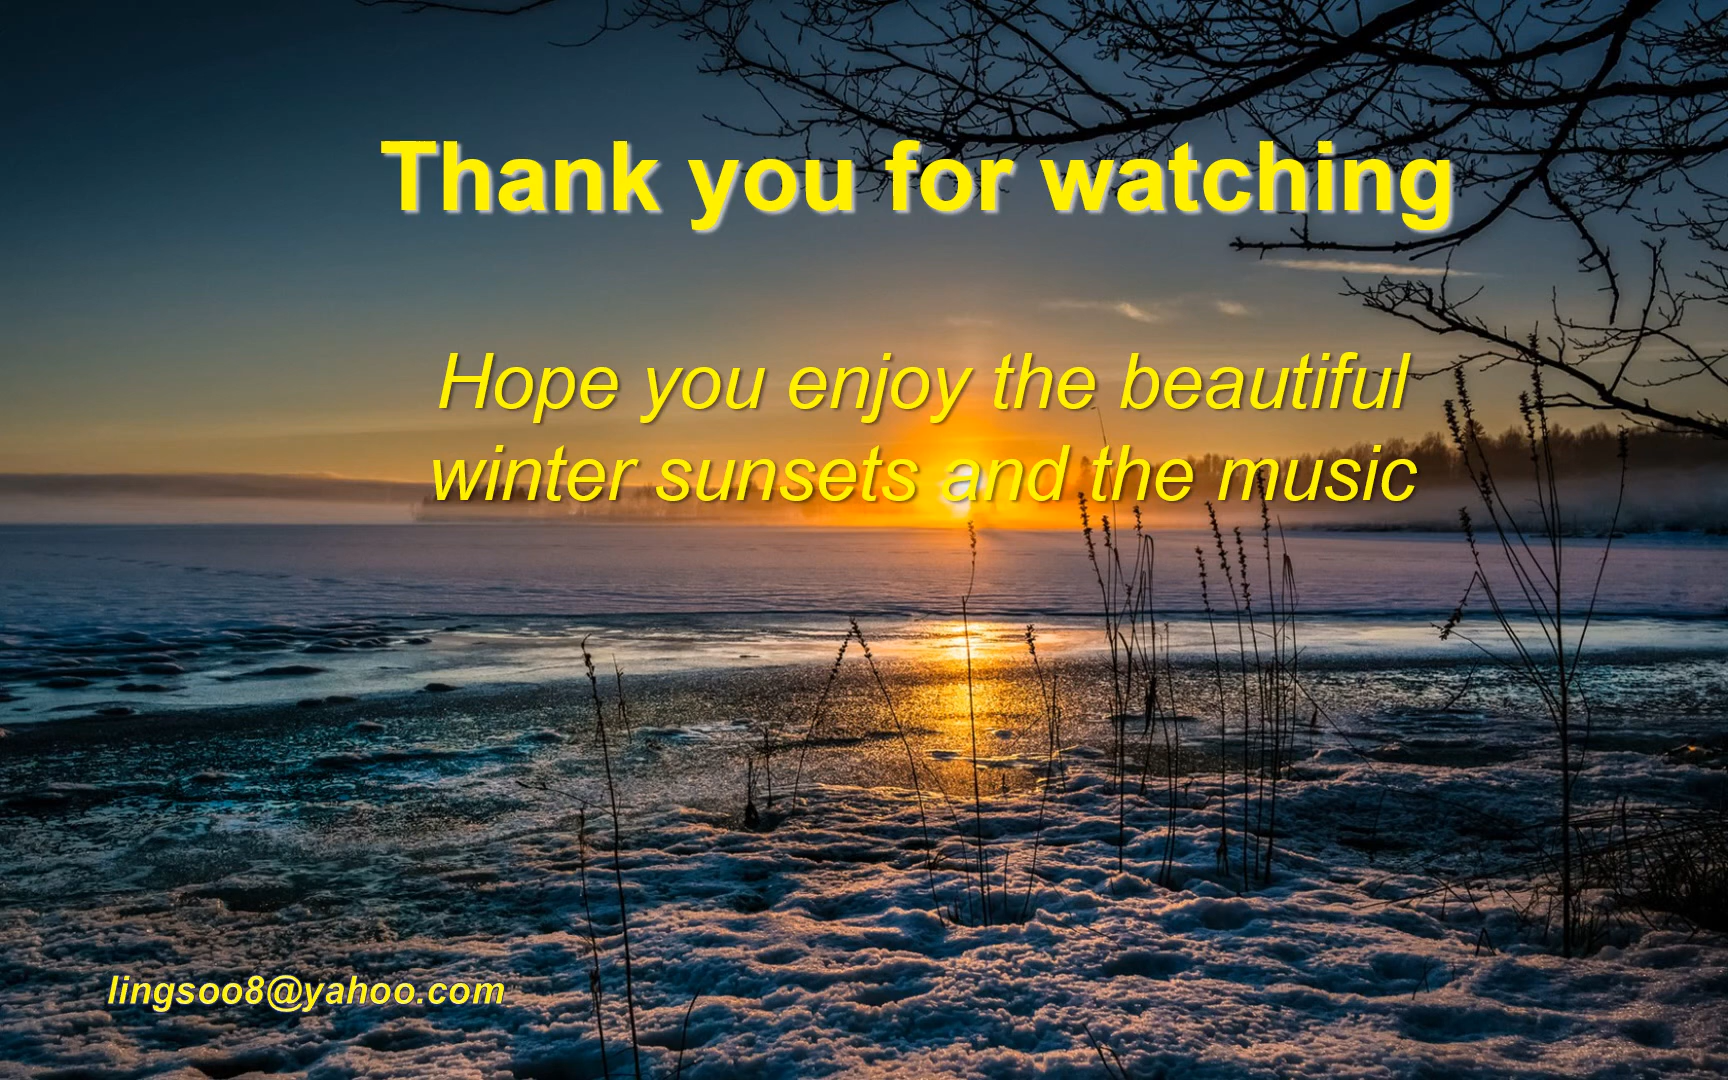 Thank you for watching
Hope you enjoy the beautiful
winter sunsets and the music
lingsoo8@yahoo.com